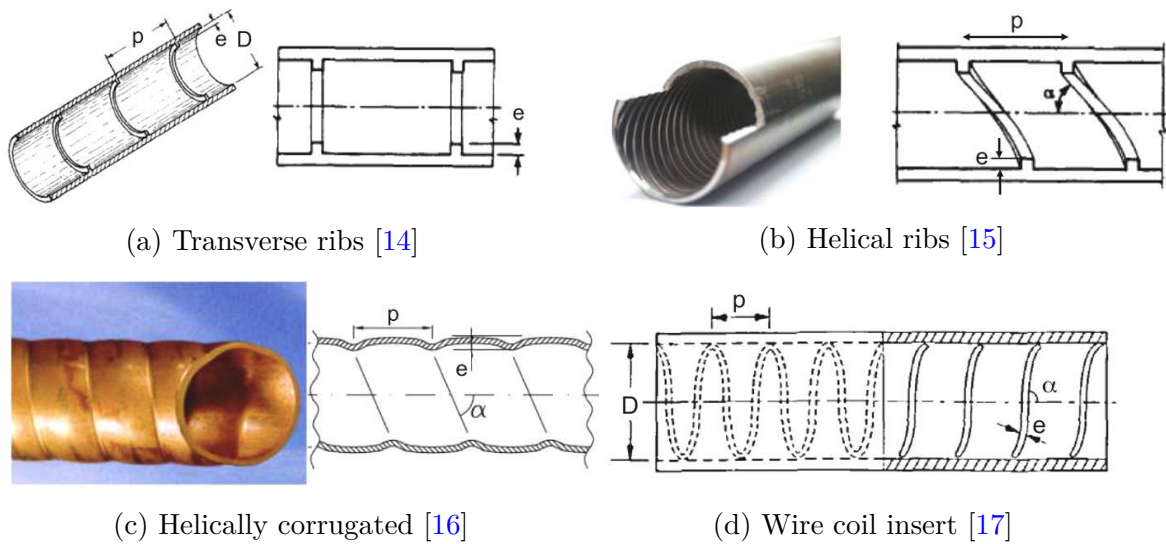 p
e
D
e
(a) Transverse ribs [14]
p
α
e
(b) Helical ribs [15]
p
e
α
(c) Helically corrugated [16]
p
D
α
e
(d) Wire coil insert [17]